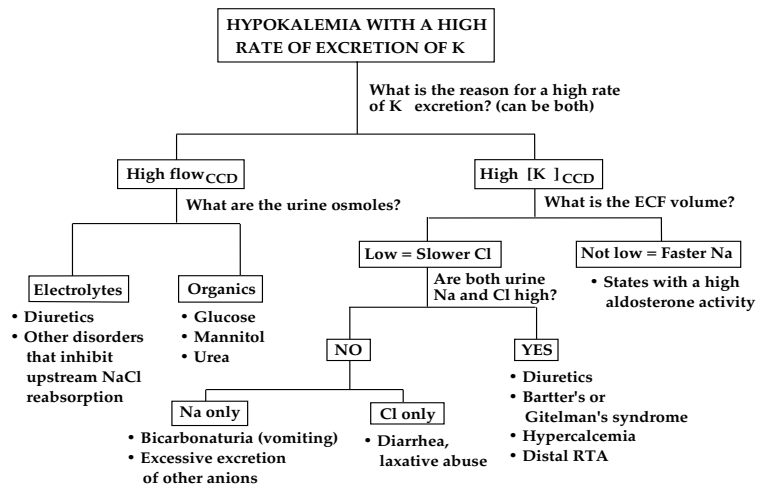 HYPOKALEMIA WITH A HIGH
RATE OF EXCRETION OF K
What is the reason for a high rate
of K excretion? (can be both)
High flow CCD
High [K ] CCD
What are the urine osmoles?
What is the ECF volume?
Low = Slower Cl
Not low = Faster Na
Electrolytes
Organics
Are both urine
Na and Cl high?
• States with a high
aldosterone activity
• Diuretics
• Other disorders
that inhibit
upstream NaCl
reabsorption
• Glucose
• Mannitol
• Urea
NO
YES
• Diuretics
• Bartter's or
Gitelman's syndrome
• Hypercalcemia
• Distal RTA
Na only
Cl only
• Bicarbonaturia (vomiting)
• Excessive excretion
of other anions
• Diarrhea,
laxative abuse